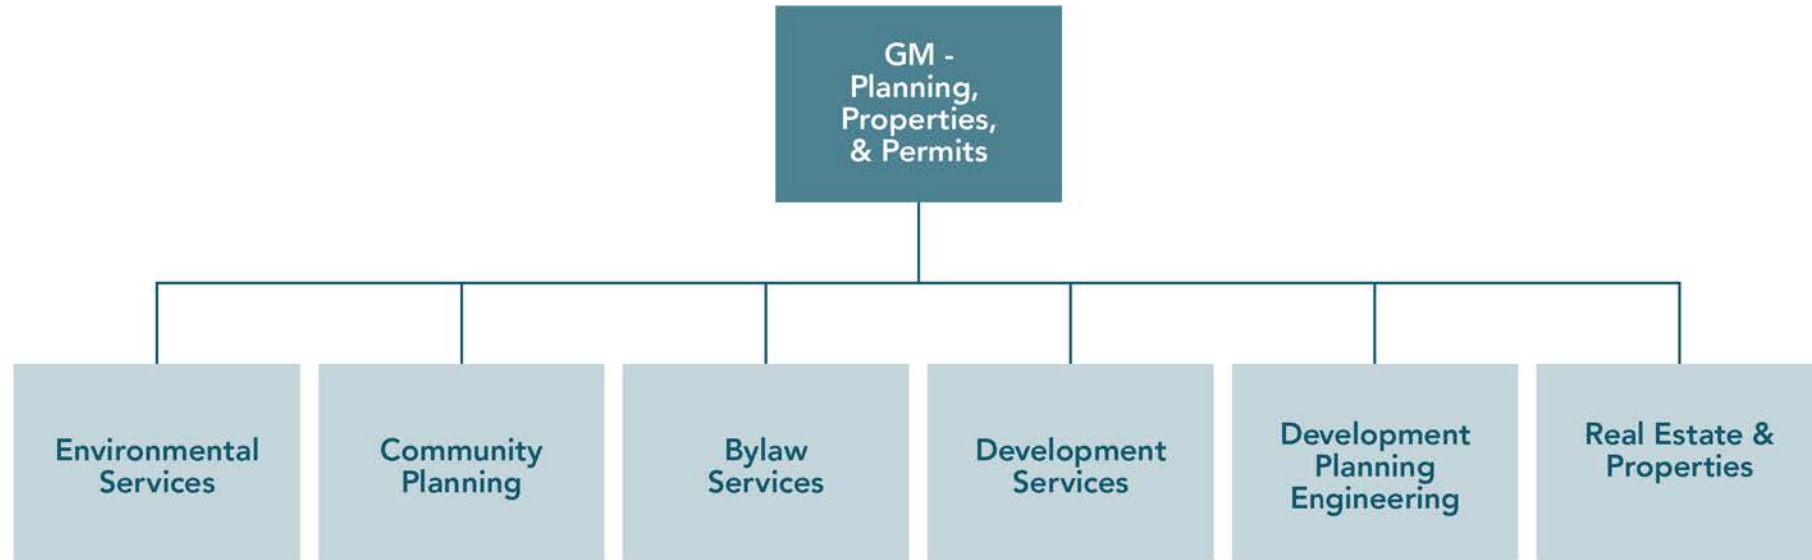 GM -
Planning,
Properties,
& Permits
Environmental
Services
Community
Planning
Bylaw
Services
Development
Services
Development
Planning
Engineering
Real Estate &
Properties